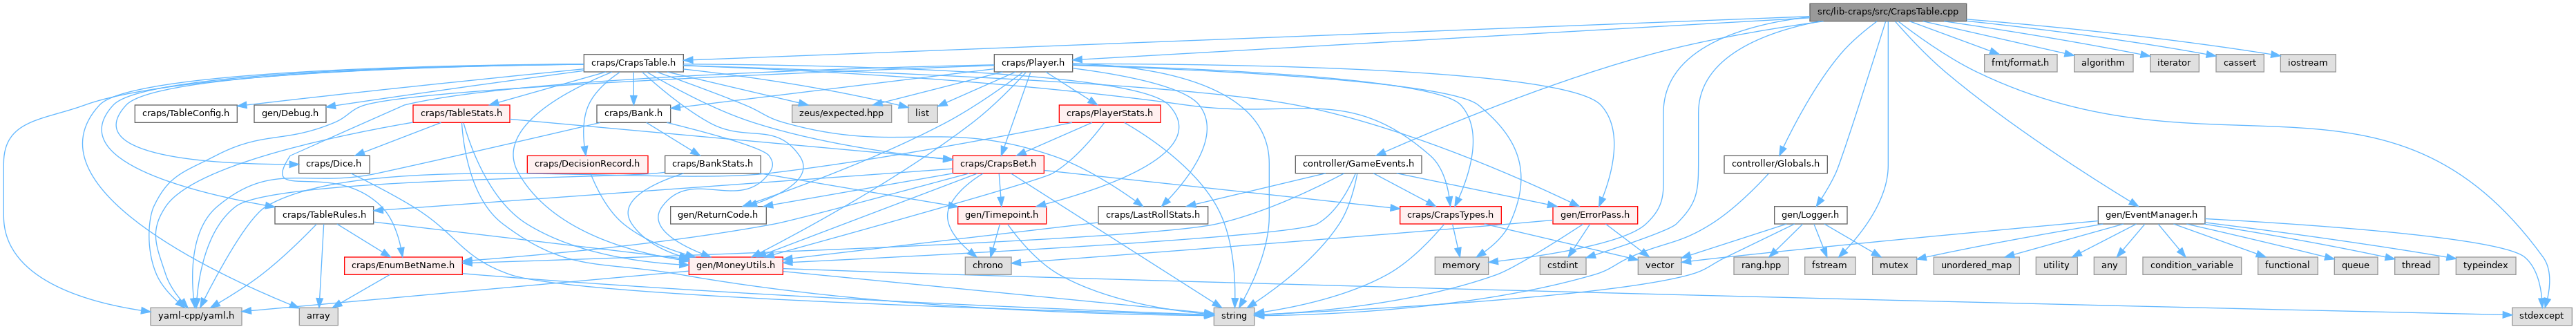 src/lib-craps/src/CrapsTable.cpp
craps/CrapsTable.h
craps/Player.h
fmt/format.h
algorithm
iterator
cassert
iostream
craps/TableConfig.h
gen/Debug.h
craps/TableStats.h
craps/Bank.h
zeus/expected.hpp
list
craps/PlayerStats.h
craps/Dice.h
craps/DecisionRecord.h
craps/BankStats.h
craps/CrapsBet.h
controller/GameEvents.h
controller/Globals.h
craps/TableRules.h
gen/ReturnCode.h
gen/Timepoint.h
craps/LastRollStats.h
craps/CrapsTypes.h
gen/ErrorPass.h
gen/Logger.h
gen/EventManager.h
craps/EnumBetName.h
gen/MoneyUtils.h
chrono
memory
cstdint
vector
rang.hpp
fstream
mutex
unordered_map
utility
any
condition_variable
functional
queue
thread
typeindex
yaml-cpp/yaml.h
array
string
stdexcept